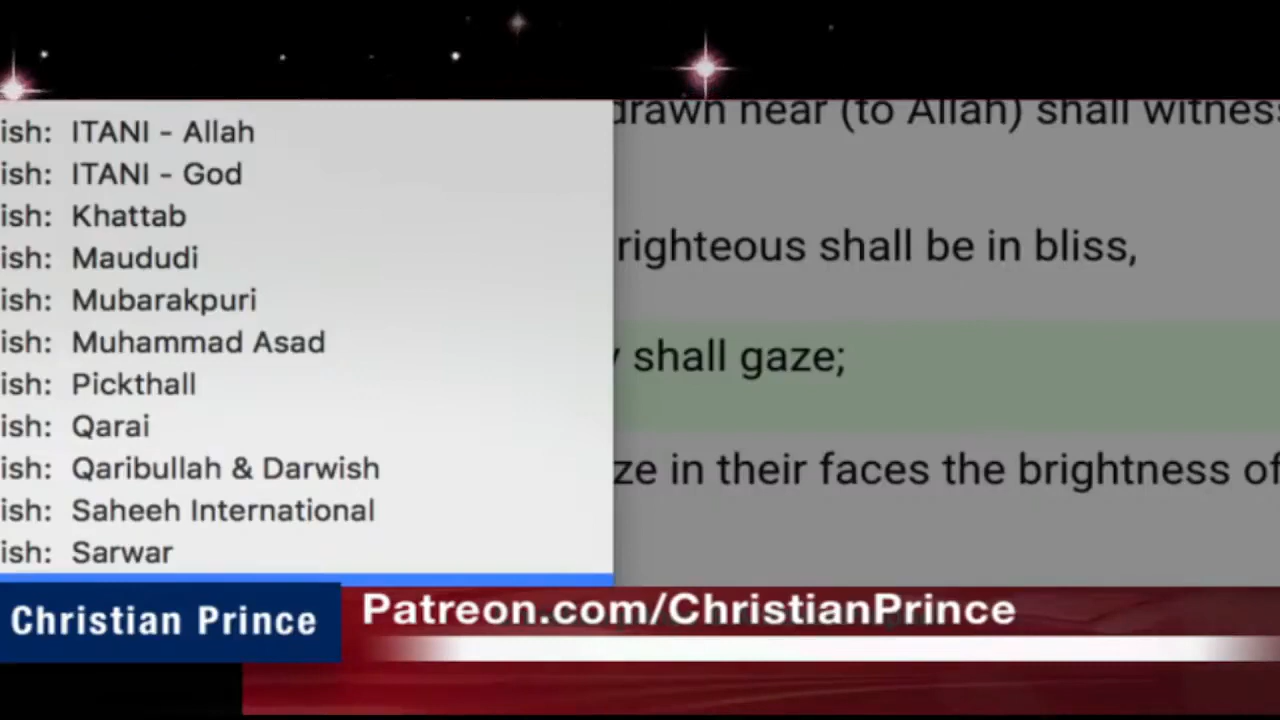 ish: ITANI - Allah
ish: ITANI - God
ish: Khattab
ish: Maududi
ish: Mubarakpuri
ish: Muhammad Asad
ish: Pickthall
ish: Qarai
ish: Qaribullah & Darwish
ish: Saheeh International
ish: Sarwar
drawn near (to Allah) shall witness
righteous shall be in bliss,
shall gaze;
ze in their faces the brightness of
Christian Prince
Patreon.com/ChristianPrince